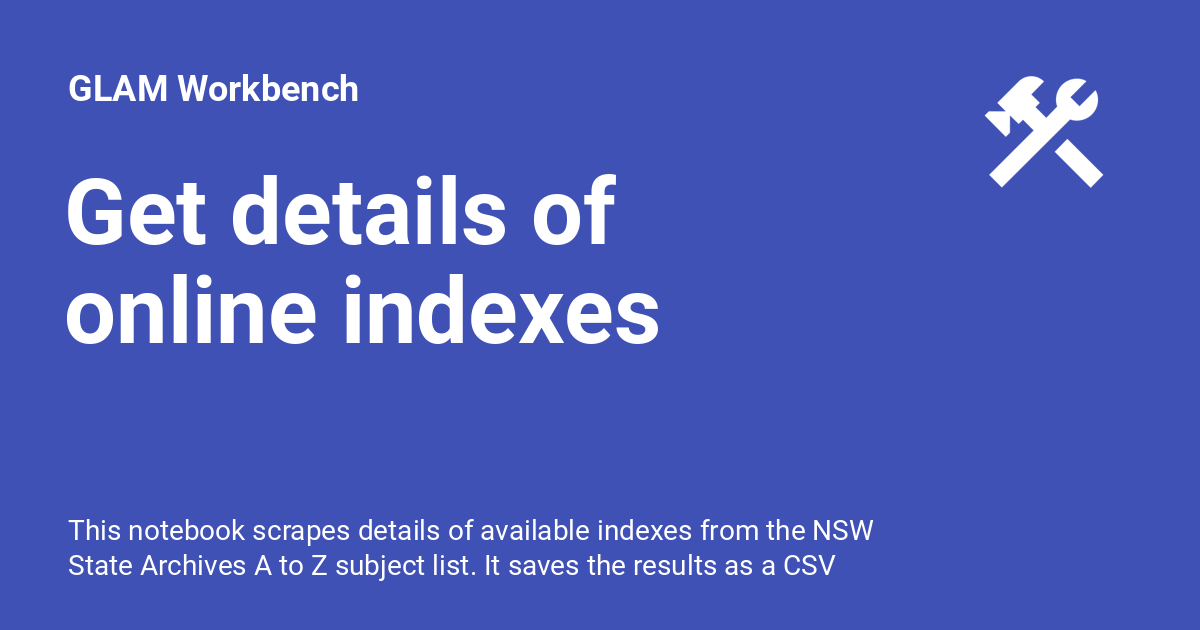 GLAM Workbench
Get details of
online indexes
This notebook scrapes details of available indexes from the NSW
State Archives A to Z subject list. It saves the results as a CSV